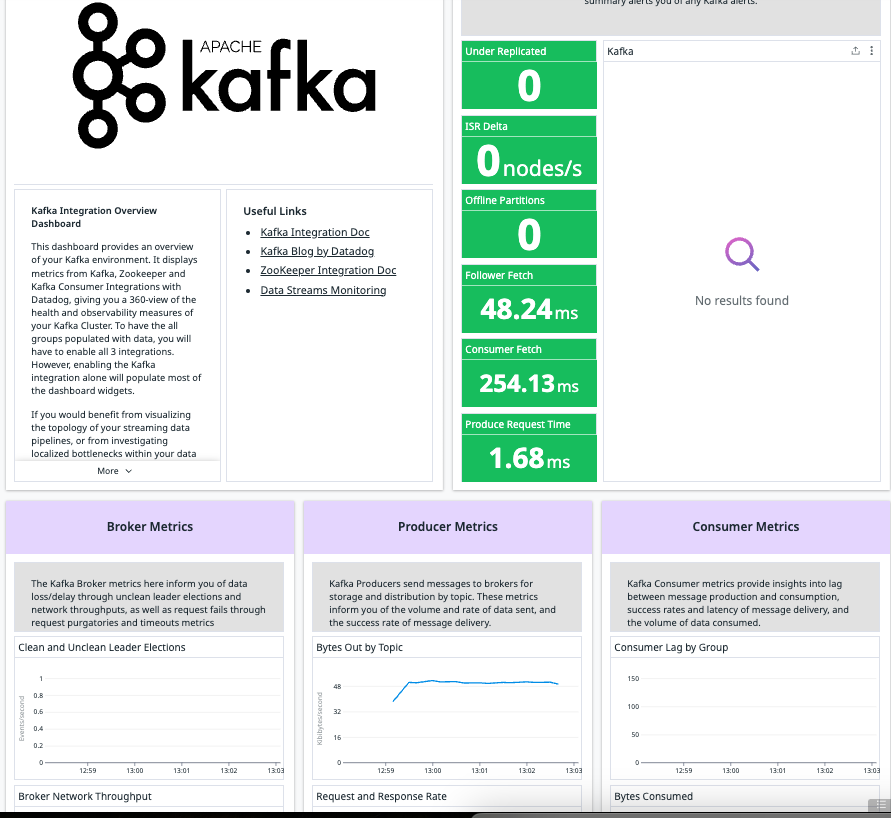 summary alerts you of any Kafka alerts.
APACHE
kafka
Kafka Integration Overview
Dashboard
This dashboard provides an overview
of your Kafka environment. It displays
metrics from Kafka, Zookeeper and
Kafka Consumer Integrations with
Datadog, giving you a 360-view of the
health and observability measures of
your Kafka Cluster. To have the all
groups populated with data, you will
have to enable all 3 integrations.
However, enabling the Kafka
integration alone will populate most of
the dashboard widgets.
If you would benefit from visualizing
the topology of your streaming data
pipelines, or from investigating
localized bottlenecks within your data
More
Useful Links
Kafka Integration Doc
Kafka Blog by Datadog
ZooKeeper Integration Doc
Data Streams Monitoring
Under Replicated
0
ISR Delta
0 nodes/s
Offline Partitions
0
Follower Fetch
48.24 ms
Consumer Fetch
254.13 ms
Produce Request Time
1.68 ms
Kafka
No results found
Broker Metrics
The Kafka Broker metrics here inform you of data
loss/delay through unclean leader elections and
network throughputs, as well as request fails through
request purgatories and timeouts metrics
Clean and Unclean Leader Elections
Events/second
1
0.8
0.6
0.4
0.2
0
12:59 13:00 13:01 13:02 13:03
Broker Network Throughput
Producer Metrics
Kafka Producers send messages to brokers for
storage and distribution by topic. These metrics
inform you of the volume and rate of data sent, and
the success rate of message delivery.
Bytes Out by Topic
Kibibytes/second
48
32
16
0
12:59 13:00 13:01 13:02 13:03
Request and Response Rate
Consumer Metrics
Kafka Consumer metrics provide insights into lag
between message production and consumption,
success rates and latency of message delivery, and
the volume of data consumed.
Consumer Lag by Group
150
100
50
0
12:59 13:00 13:01 13:02 13:03
Bytes Consumed